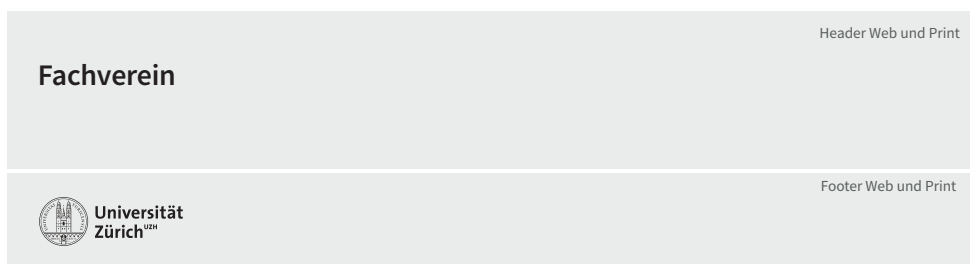 Header Web und Print
Fachverein
Footer Web und Print
Universität
Zürich UZH